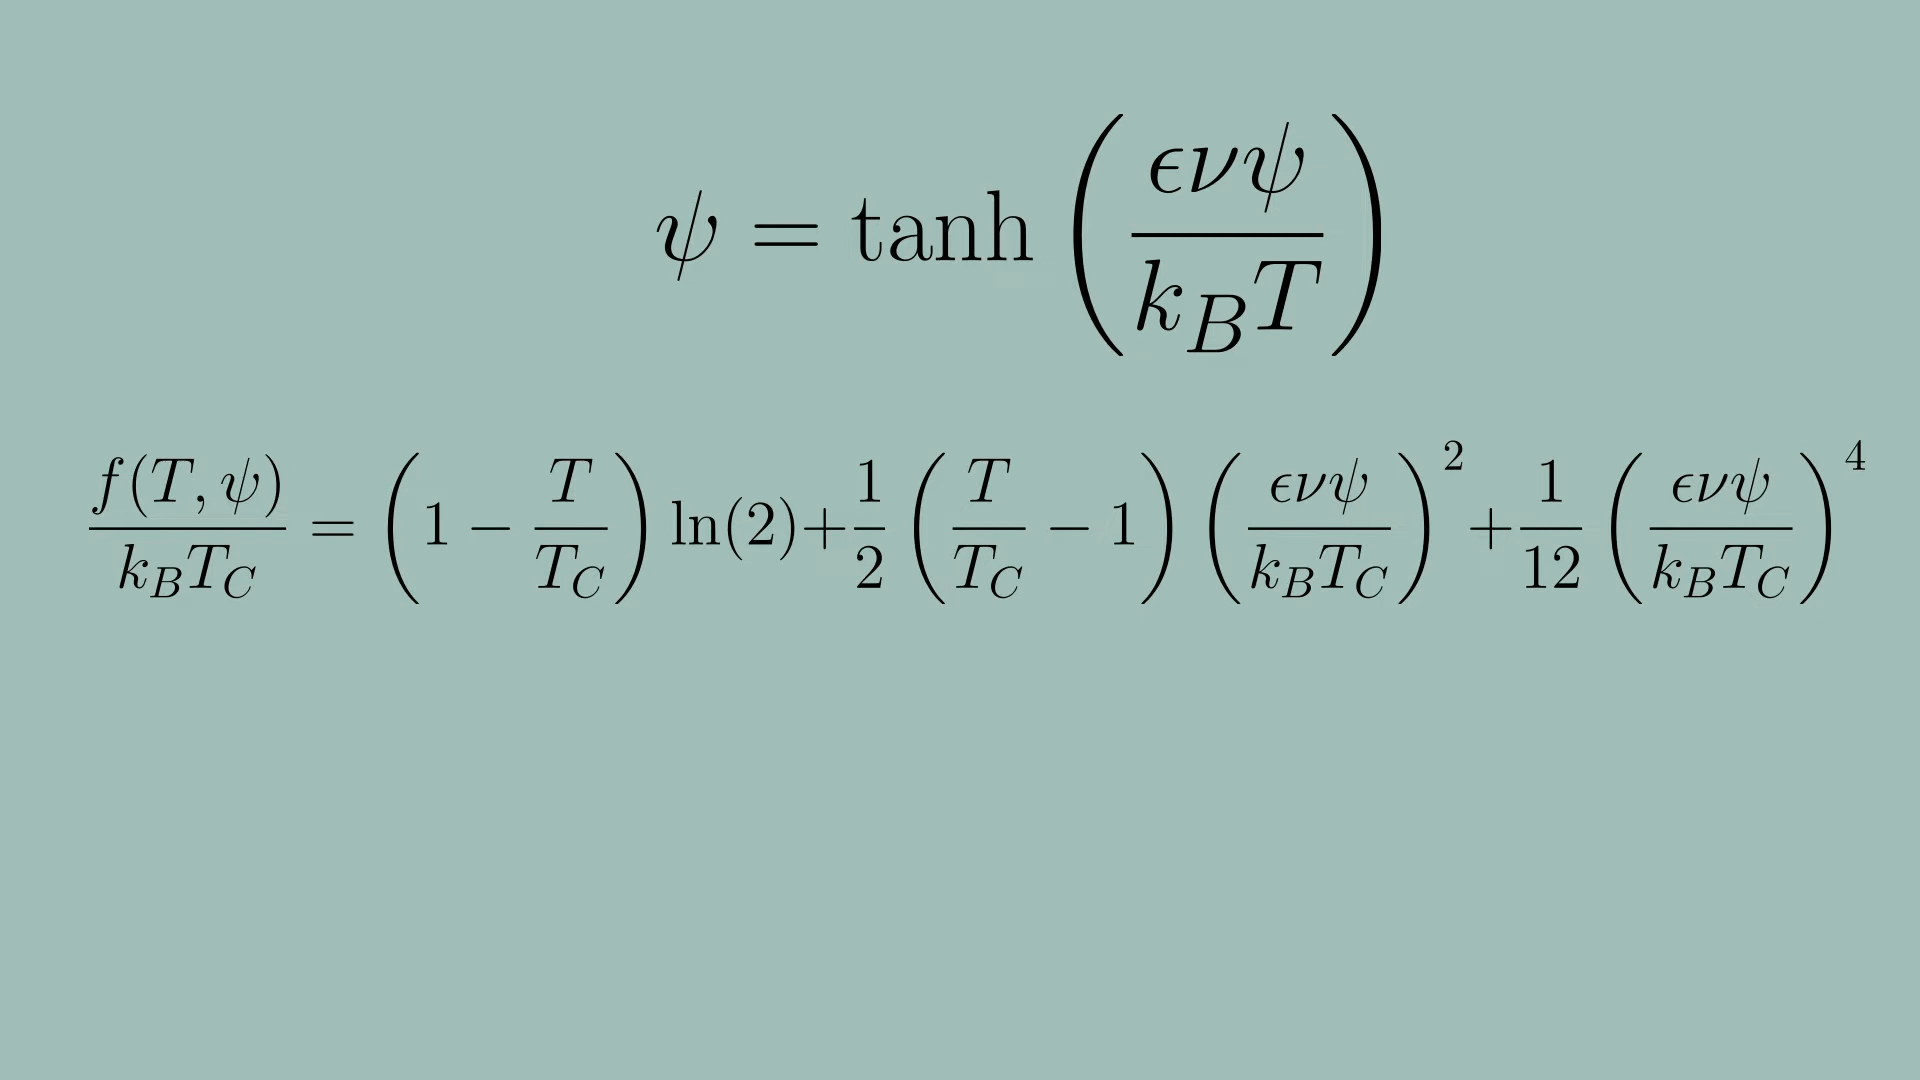 ψ = tanh (ϵνψ / k_B T)
f(T, ψ) / k_B T_C = (1 − T / T_C) ln(2) + 1/2 (T / T_C − 1) (ϵνψ / k_B T_C)^2 + 1/12 (ϵνψ / k_B T_C)^4